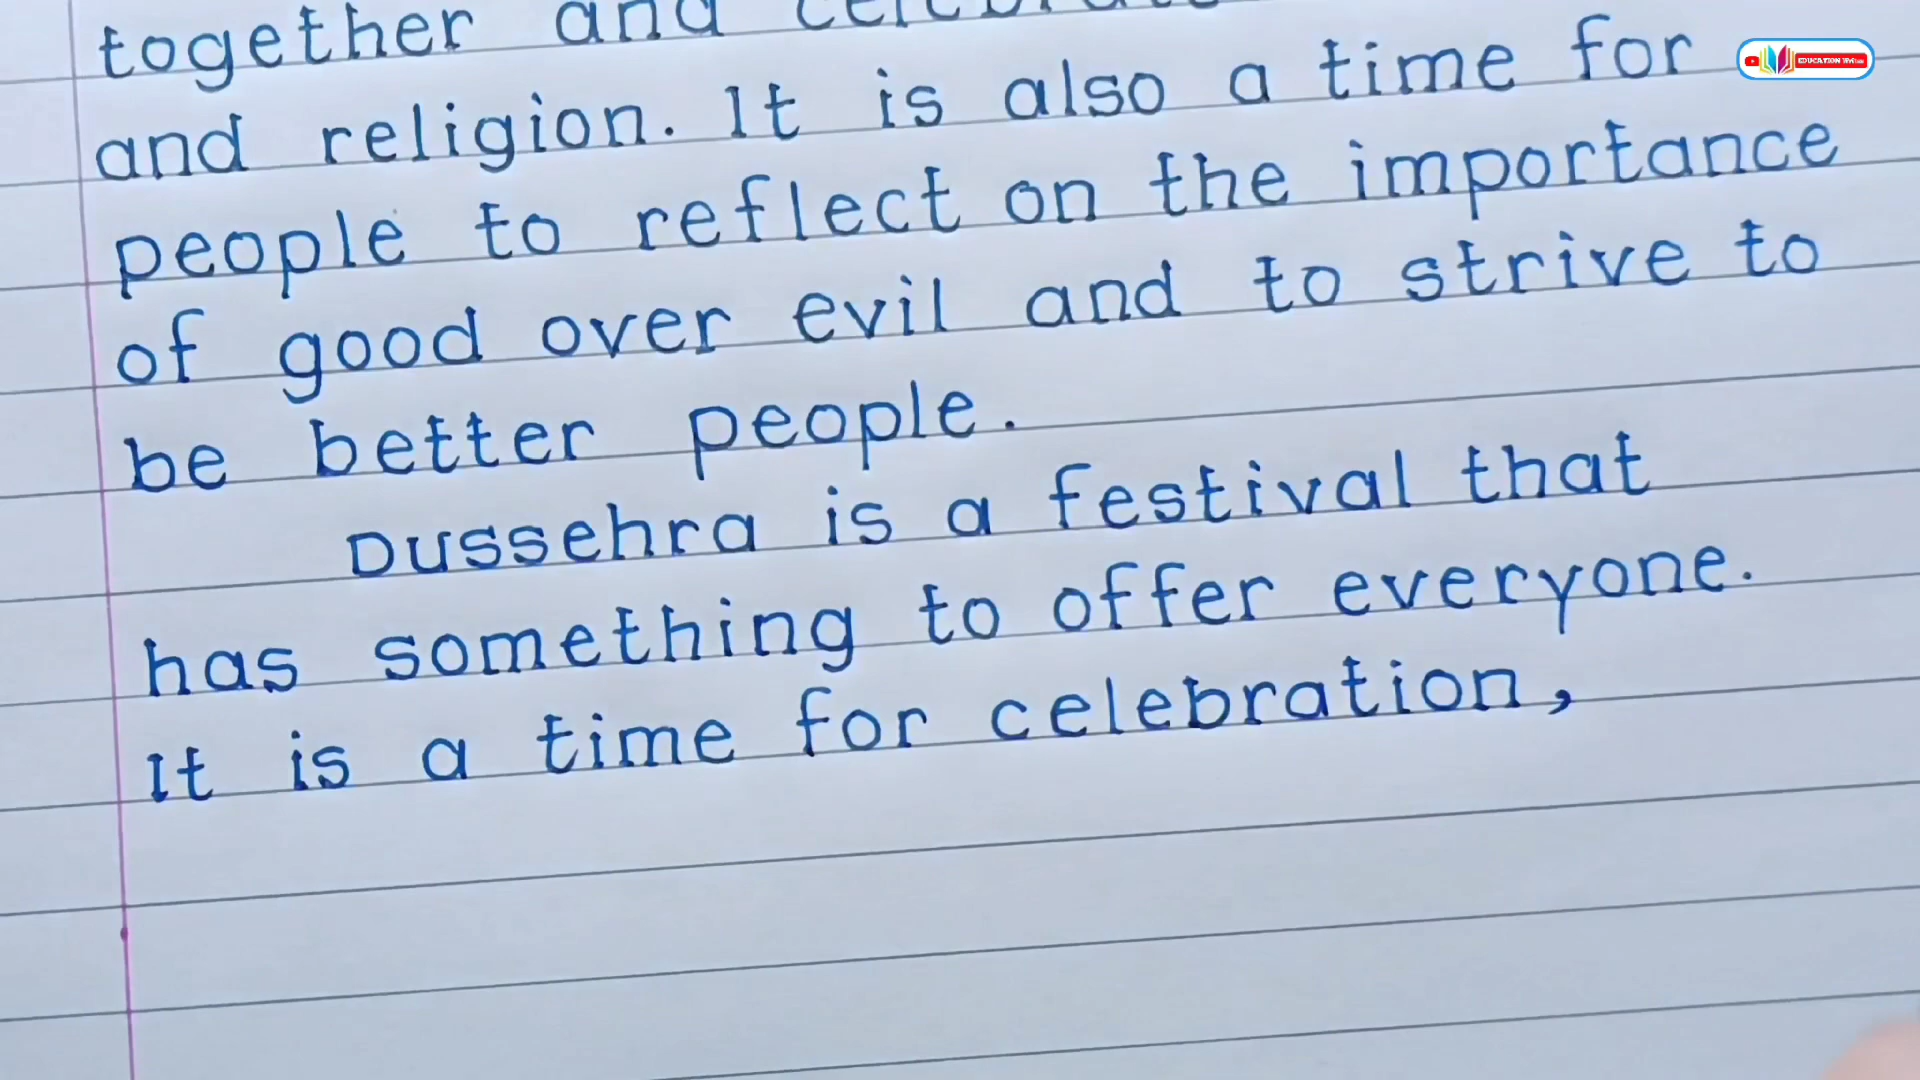 together and
and religion. It is also a time for
people to reflect on the importance
of good over evil and to strive to
be better people.
Dussehra is a festival that
has something to offer everyone.
It is a time for celebration,
EDUCATION